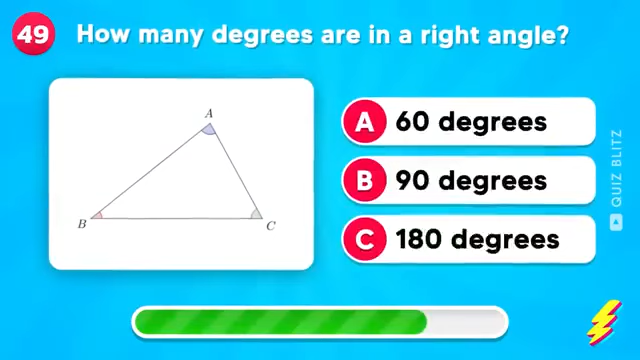 49 How many degrees are in a right angle?
A
B
C
A 60 degrees
B 90 degrees
C 180 degrees
QUIZ BLITZ